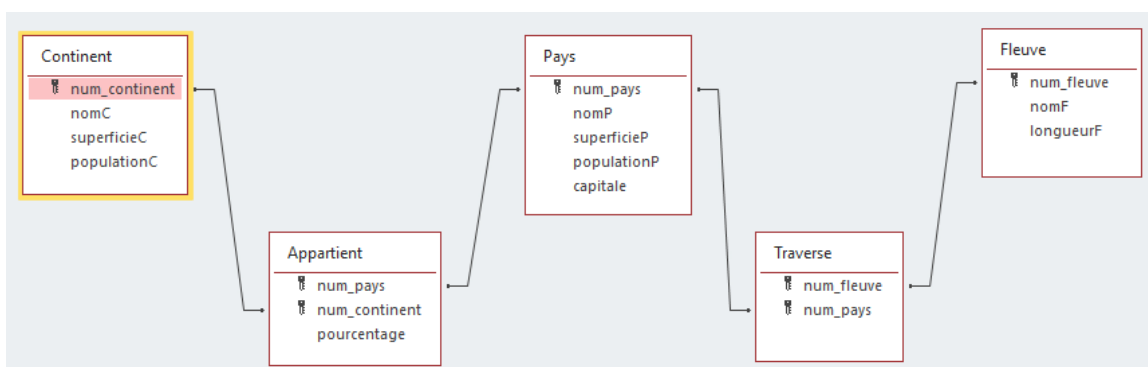 Continent
num_continent
nomC
superficieC
populationC
Appartient
num_pays
num_continent
pourcentage
Pays
num_pays
nomP
superficieP
populationP
capitale
Traverse
num_fleuve
num_pays
Fleuve
num_fleuve
nomF
longueurF